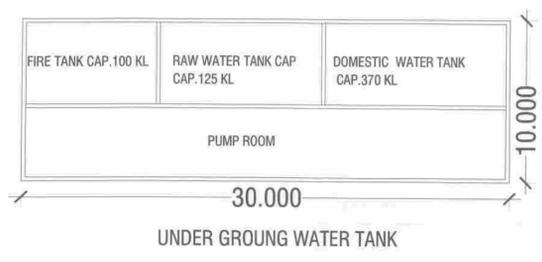 FIRE TANK CAP.100 KL
RAW WATER TANK CAP
CAP.125 KL
DOMESTIC WATER TANK
CAP.370 KL
PUMP ROOM
10.000
30.000
UNDER GROUNG WATER TANK